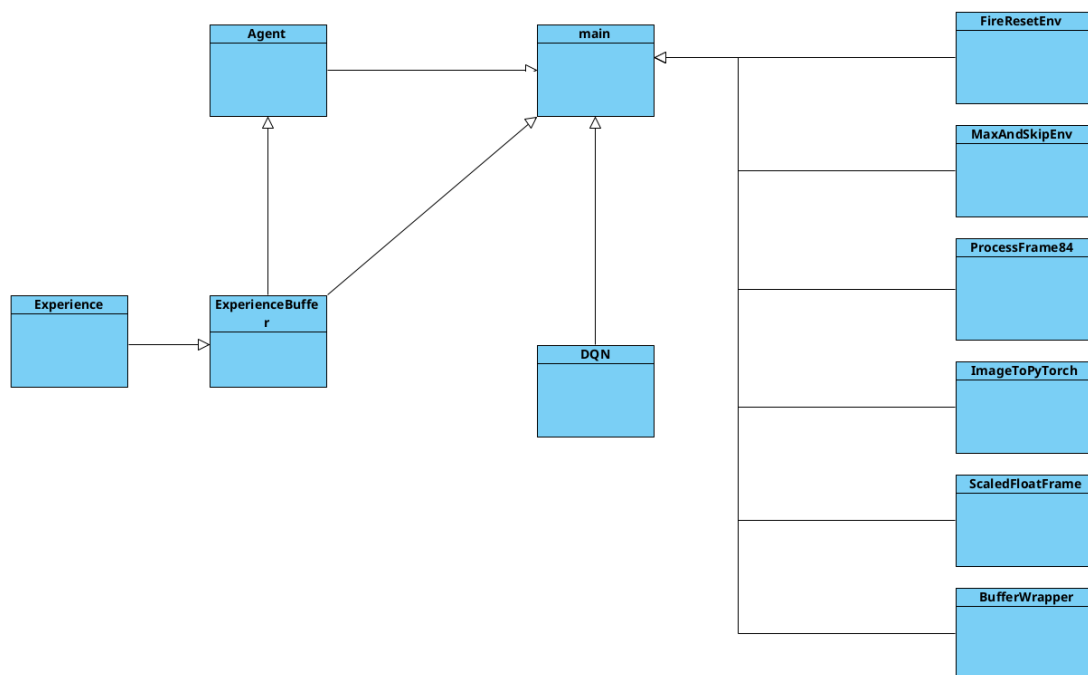 Agent
main
FireResetEnv
MaxAndSkipEnv
ProcessFrame84
Experience
ExperienceBuffe
r
DQN
ImageToPyTorch
ScaledFloatFrame
BufferWrapper